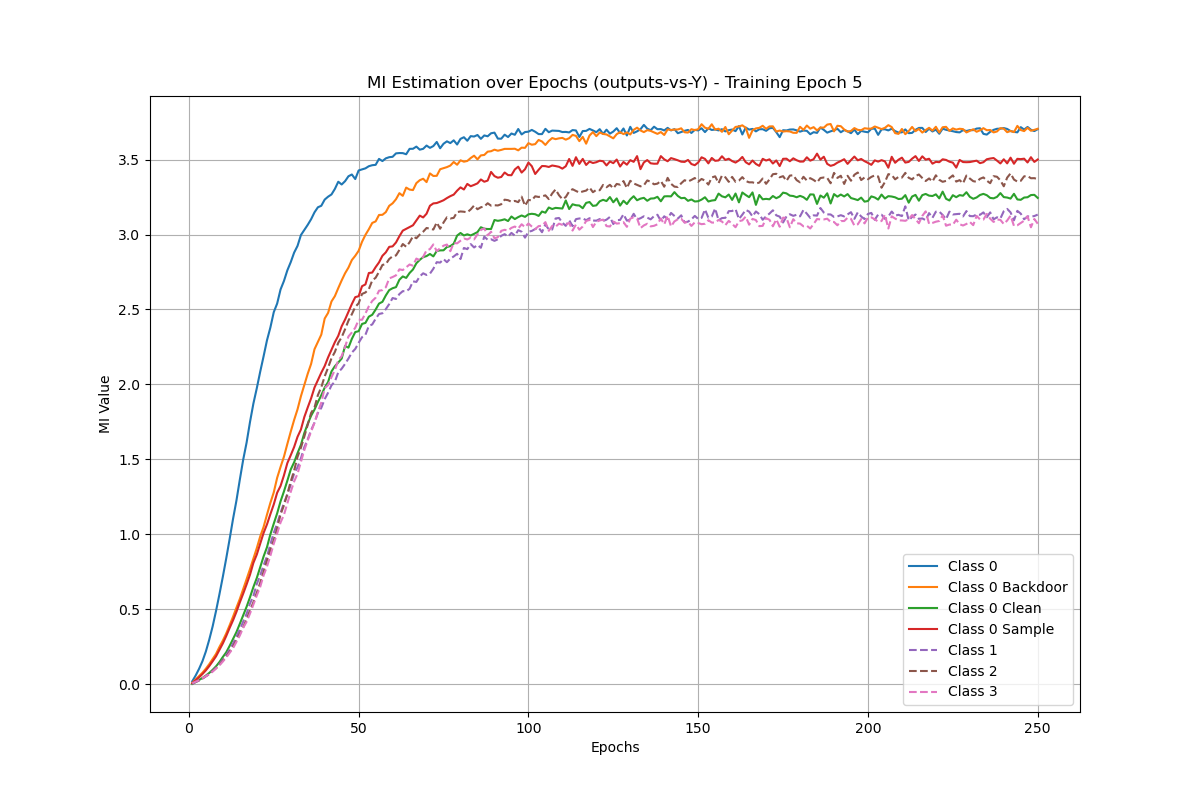 MI Estimation over Epochs (outputs-vs-Y) - Training Epoch 5
MI Value
3.5
3.0
2.5
2.0
1.5
1.0
0.5
0.0
0 50 100 150 200 250
Epochs
Class 0
Class 0 Backdoor
Class 0 Clean
Class 0 Sample
Class 1
Class 2
Class 3